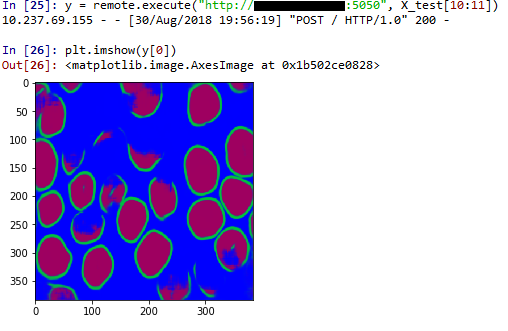 In [25]: y = remote.execute("http://:5050", X_test[10:11])
10.237.69.155 - - [30/Aug/2018 19:56:19] "POST / HTTP/1.0" 200 -
In [26]: plt.imshow(y[0])
Out[26]: <matplotlib.image.AxesImage at 0x1b502ce0828>
0
50
100
150
200
250
300
350
0 100 200 300